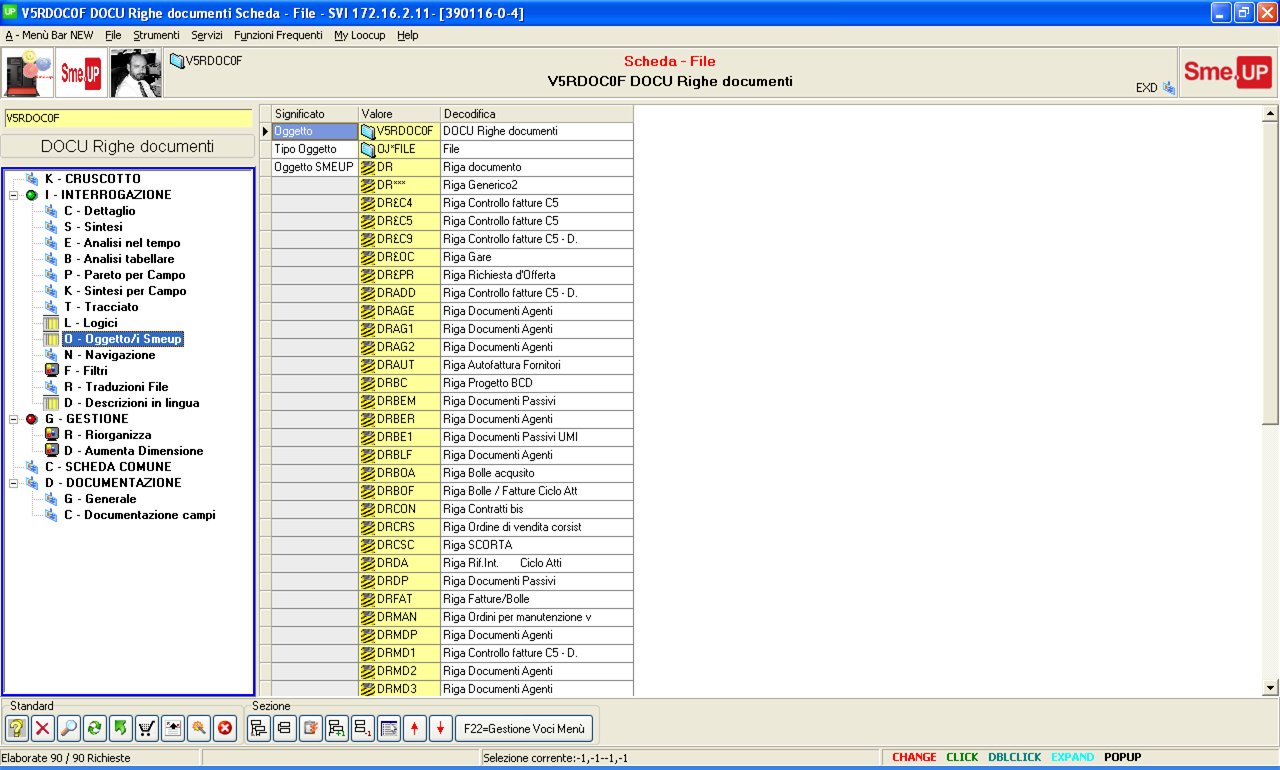 UP V5RDOC0F DOCU Righe documenti Scheda - File - SVI 172.16.2.11- [390116-0-4]
A - Menù Bar NEW File Strumenti Servizi Funzioni Frequenti My Loocup Help
Sme.UP V5RDOC0F Scheda - File
V5RDOC0F DOCU Righe documenti
EXD Sme.UP
V5RDOC0F
DOCU Righe documenti
K - CRUSCOTTO
I - INTERROGAZIONE
C - Dettaglio
S - Sintesi
E - Analisi nel tempo
B - Analisi tabellare
P - Pareto per Campo
K - Sintesi per Campo
T - Tracciato
L - Logici
O - Oggetto/i Smeup
N - Navigazione
F - Filtri
R - Traduzioni File
D - Descrizioni in lingua
G - GESTIONE
R - Riorganizza
D - Aumenta Dimensione
C - SCHEDA COMUNE
D - DOCUMENTAZIONE
G - Generale
C - Documentazione campi
Significato Valore Decodifica
Oggetto V5RDOC0F DOCU Righe documenti
Tipo Oggetto OJ*FILE File
Oggetto SMEUP DR Riga documento
DR*** Riga Generico2
DR£C4 Riga Controllo fatture C5
DR£C5 Riga Controllo fatture C5
DR£C9 Riga Controllo fatture C5 - D.
DR£OC Riga Gare
DR£PR Riga Richiesta d'Offerta
DRADD Riga Controllo fatture C5 - D.
DRAGE Riga Documenti Agenti
DRAG1 Riga Documenti Agenti
DRAG2 Riga Documenti Agenti
DRAUT Riga Autofattura Fornitori
DRBC Riga Progetto BCD
DRBEM Riga Documenti Passivi
DRBER Riga Documenti Agenti
DRBE1 Riga Documenti Passivi UMI
DRBLF Riga Documenti Agenti
DRBOA Riga Bolle acqusito
DRBOF Riga Bolle / Fatture Ciclo Att
DRCON Riga Contratti bis
DRCRS Riga Ordine di vendita corsist
DRCSC Riga SCORTA
DRDA Riga Rif.Int. Ciclo Atti
DRDP Riga Documenti Passivi
DRFAT Riga Fatture/Bolle
DRMAN Riga Ordini per manutenzione v
DRMDP Riga Documenti Agenti
DRMD1 Riga Controllo fatture C5 - D.
DRMD2 Riga Documenti Agenti
DRMD3 Riga Documenti Agenti
Standard Sezione
F22=Gestione Voci Menù
Elaborate 90 / 90 Richieste Selezione corrente:-1,-1--1,-1 CHANGE CLICK DBLCLICK EXPAND POPUP